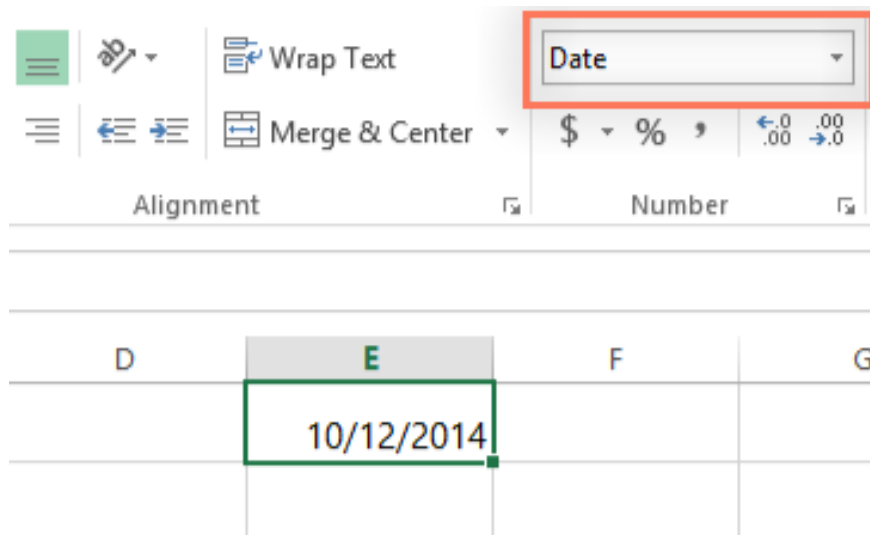 Wrap Text
Date
Merge & Center
$ % , .0 .00 .00 .0
Alignment
Number
D E F G
10/12/2014